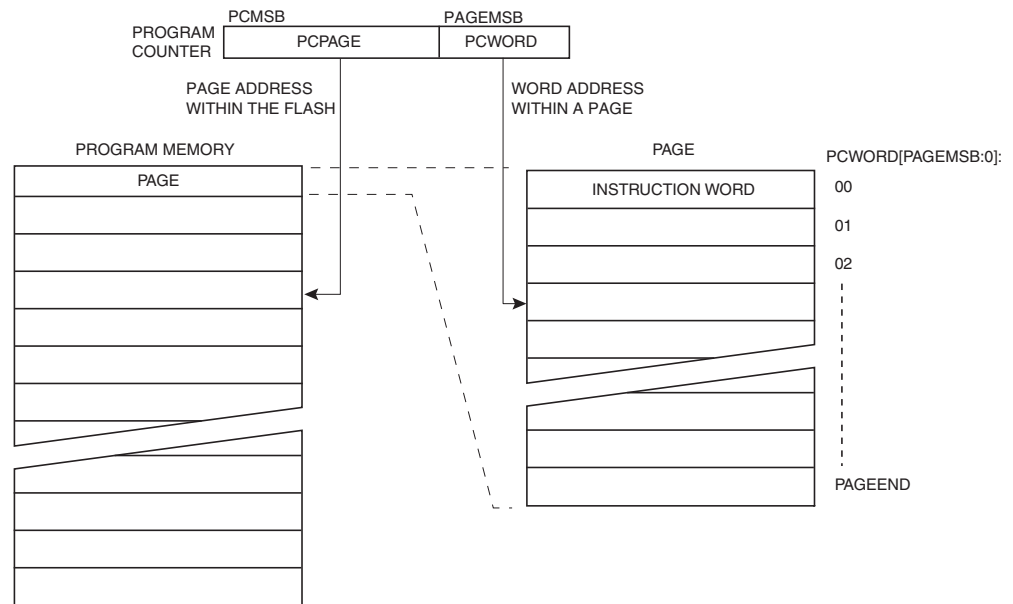 PCMSB
PAGEMSB
PROGRAM
COUNTER
PCPAGE
PCWORD
PAGE ADDRESS
WITHIN THE FLASH
WORD ADDRESS
WITHIN A PAGE
PROGRAM MEMORY
PAGE
PAGE
INSTRUCTION WORD
PCWORD[PAGEMSB:0]:
00
01
02
PAGEEND